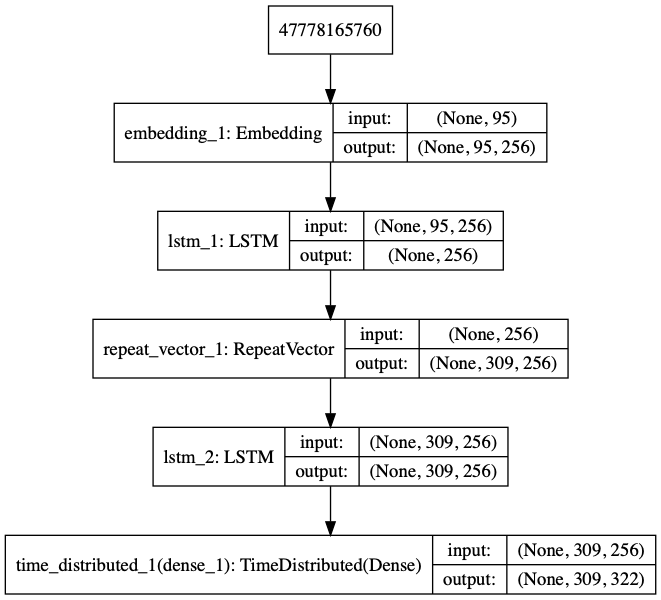 47778165760
embedding_1: Embedding
input:
(None, 95)
output:
(None, 95, 256)
lstm_1: LSTM
input:
(None, 95, 256)
output:
(None, 256)
repeat_vector_1: RepeatVector
input:
(None, 256)
output:
(None, 309, 256)
lstm_2: LSTM
input:
(None, 309, 256)
output:
(None, 309, 256)
time_distributed_1(dense_1): TimeDistributed(Dense)
input:
(None, 309, 256)
output:
(None, 309, 322)